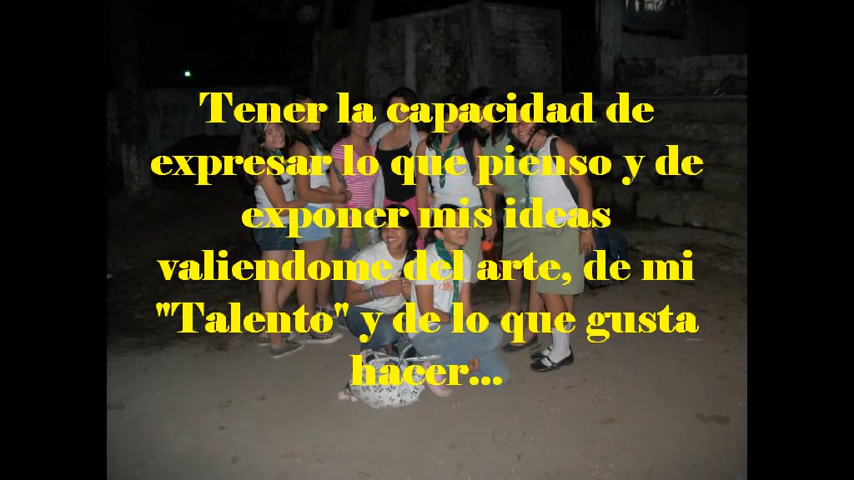 Tener la capacidad de
expresar lo que pienso y de
exponer mis ideas
valiendome del arte, de mi
"Talento" y de lo que gusta
hacer...